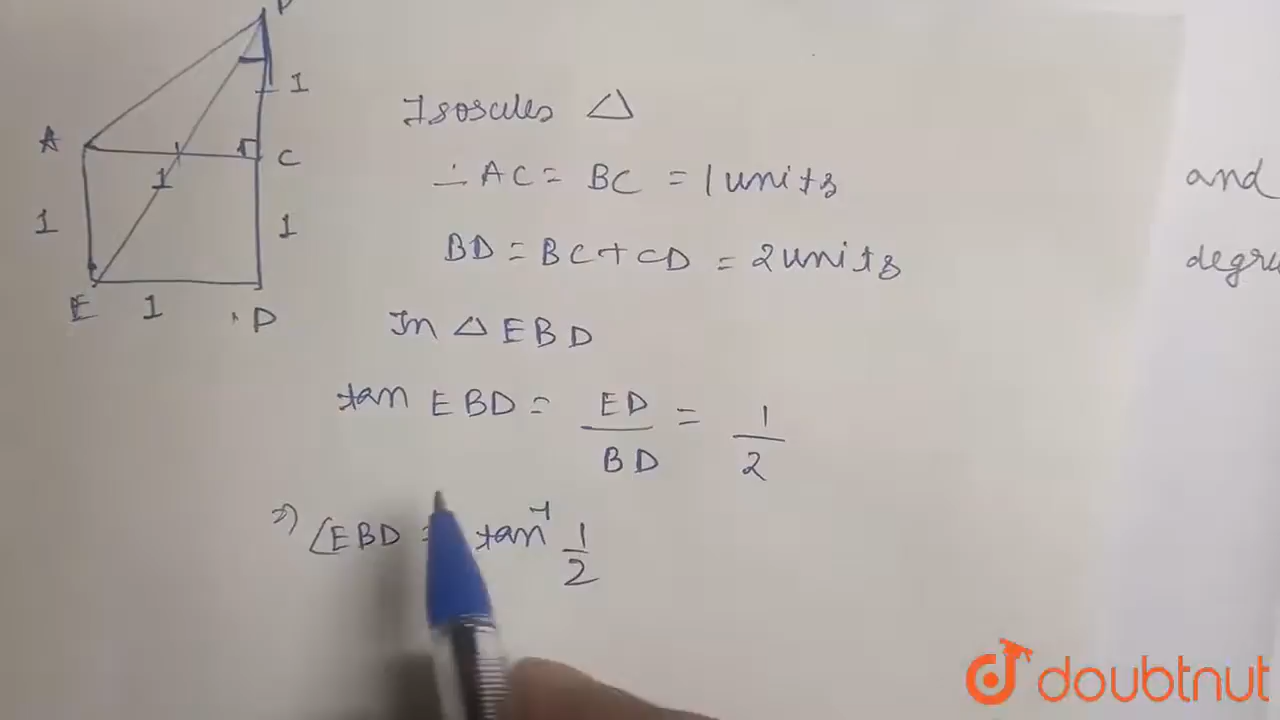 1
A
C
1
1
1
E
1
D
Isosceles △
∴ AC = BC = 1 units
BD = BC + CD = 2 units
In △ EBD
tan EBD = ED/BD = 1/2
⇒ ∠EBD = tan⁻¹ 1/2
and
doubtnut